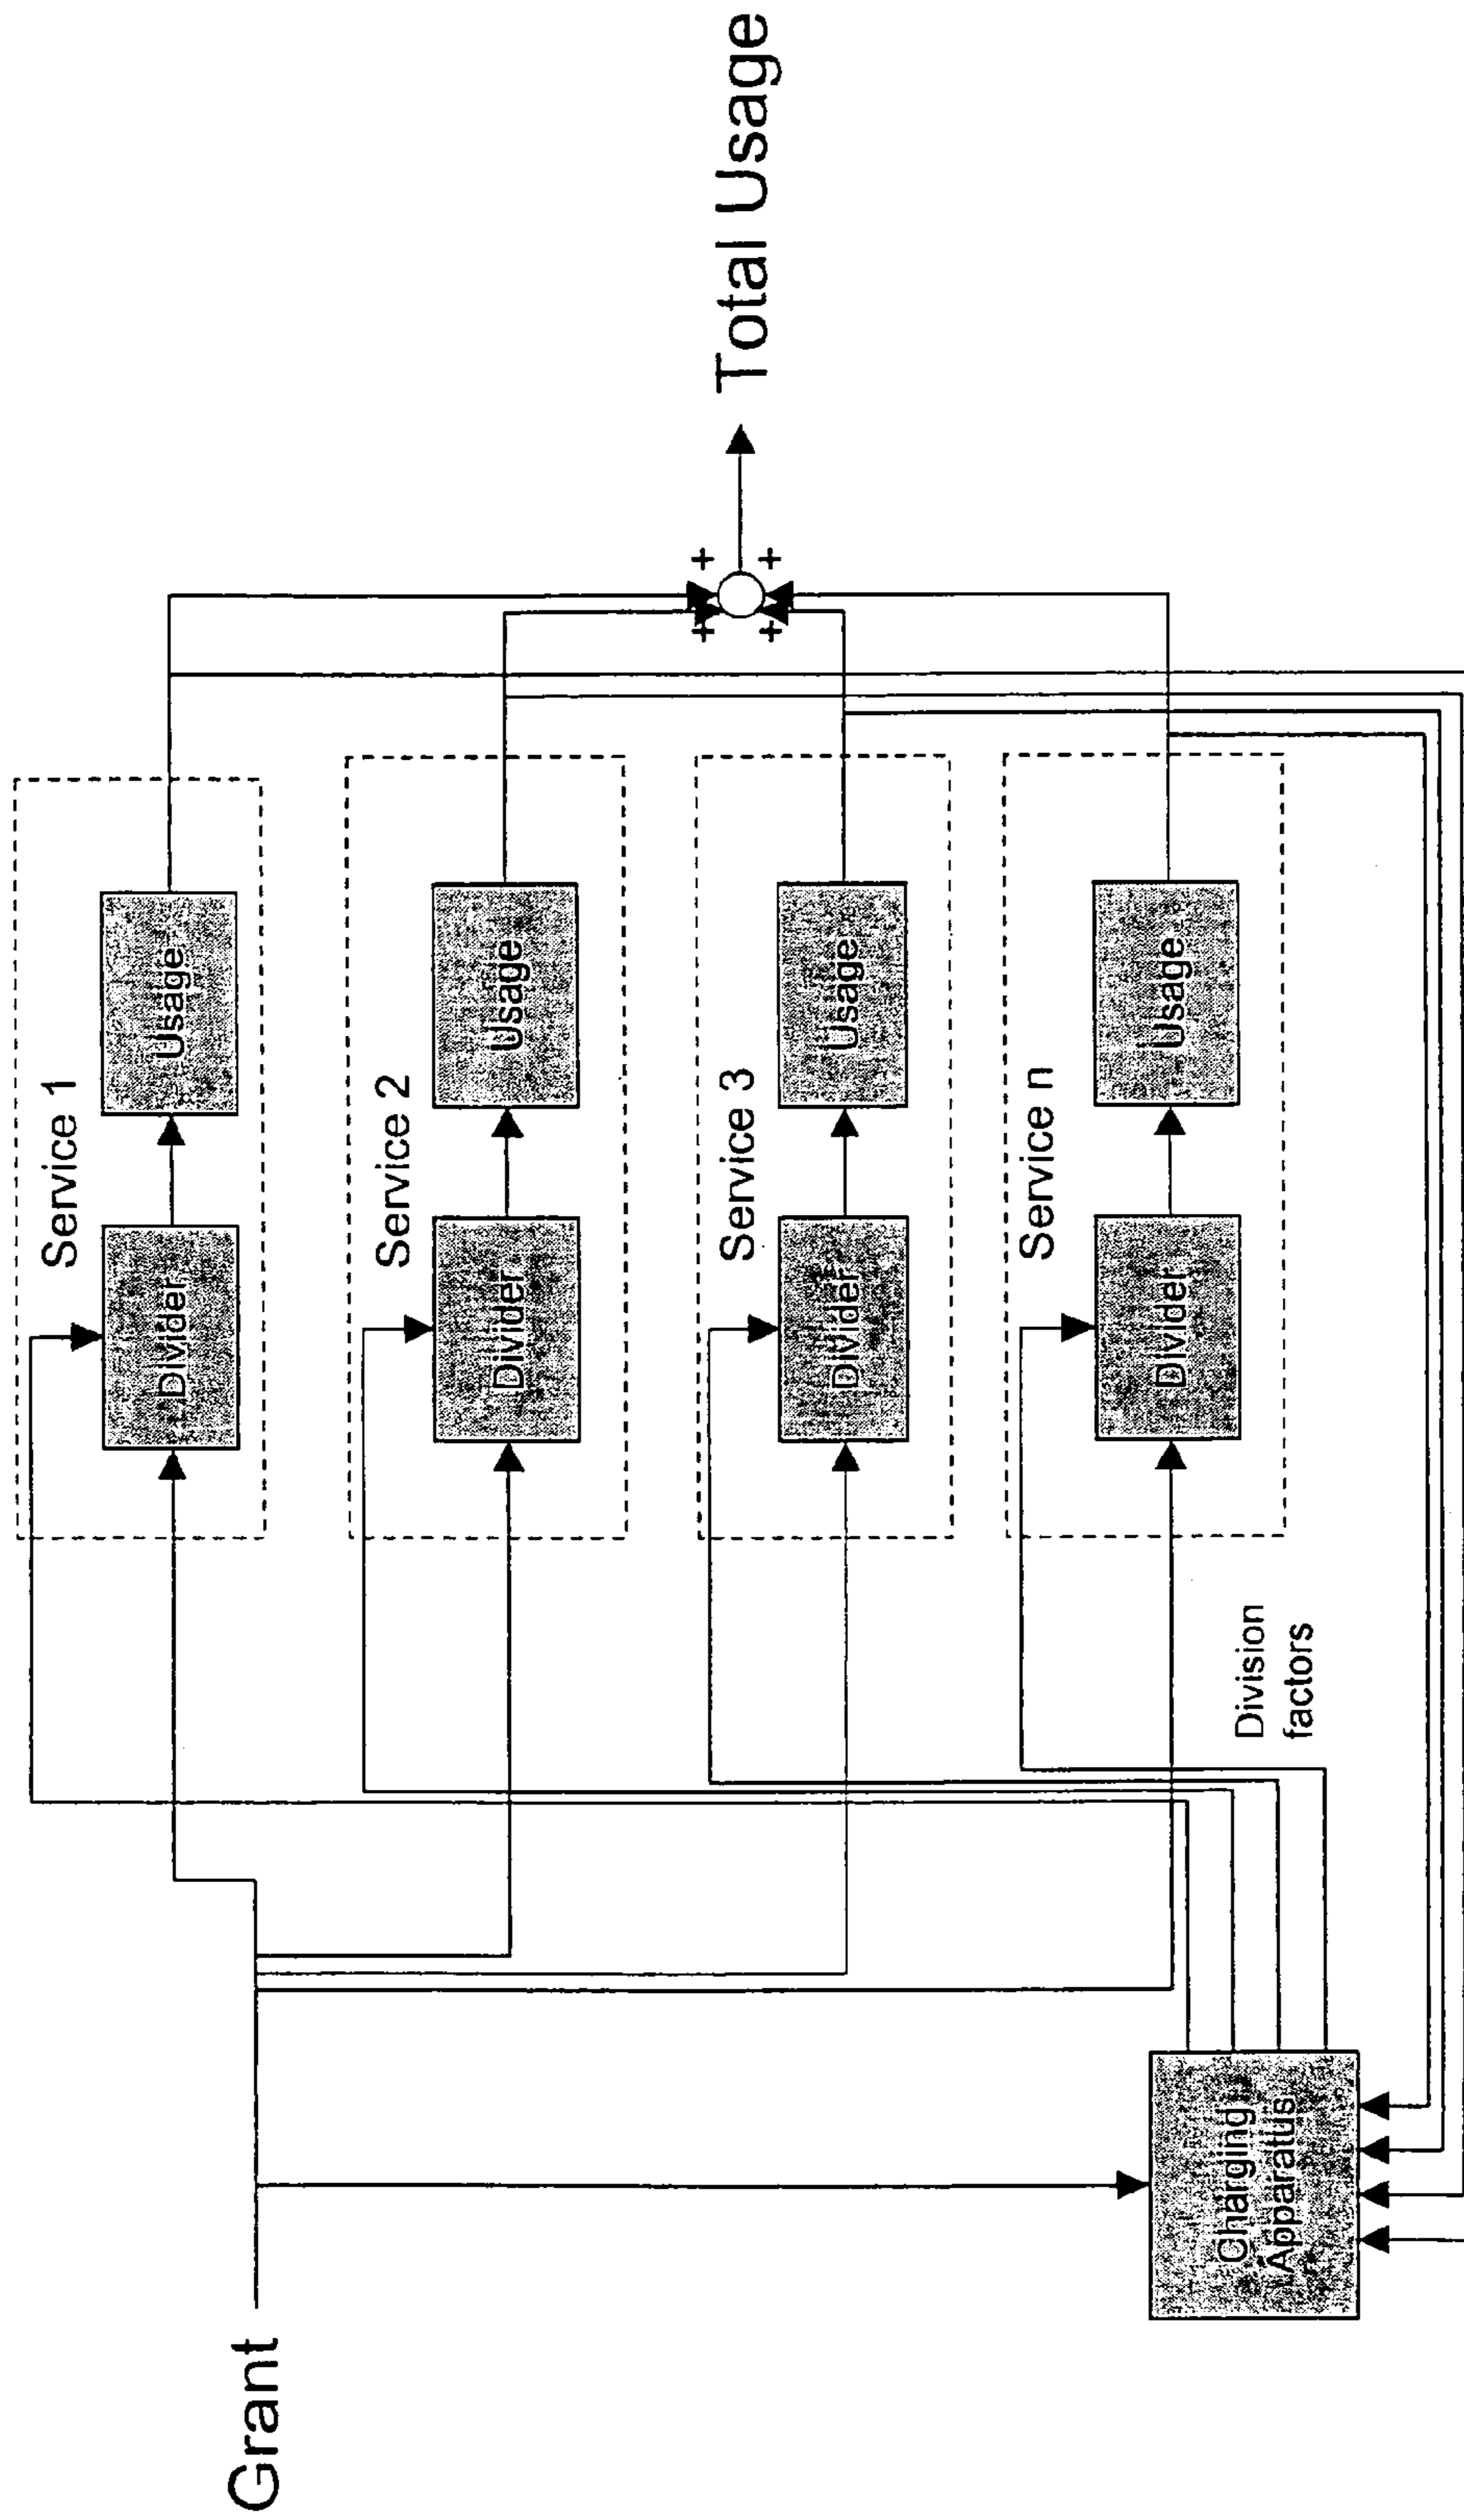 Grant
Service 1
Divider
Usage
Service 2
Divider
Usage
Service 3
Divider
Usage
Service n
Divider
Usage
+
+
+
+
Total Usage
Division
factors
Charging
Apparatus